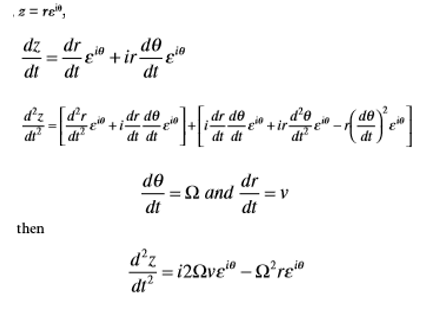 , z = rε^{iθ},
dz/dt = dr/dt ε^{iθ} + ir dθ/dt ε^{iθ}
d²z/dt² = [d²r/dt² ε^{iθ} + i dr/dt dθ/dt ε^{iθ}] + [i dr/dt dθ/dt ε^{iθ} + ir d²θ/dt² ε^{iθ} − r(dθ/dt)² ε^{iθ}]
dθ/dt = Ω and dr/dt = v
then
d²z/dt² = i2Ωvε^{iθ} − Ω²rε^{iθ}